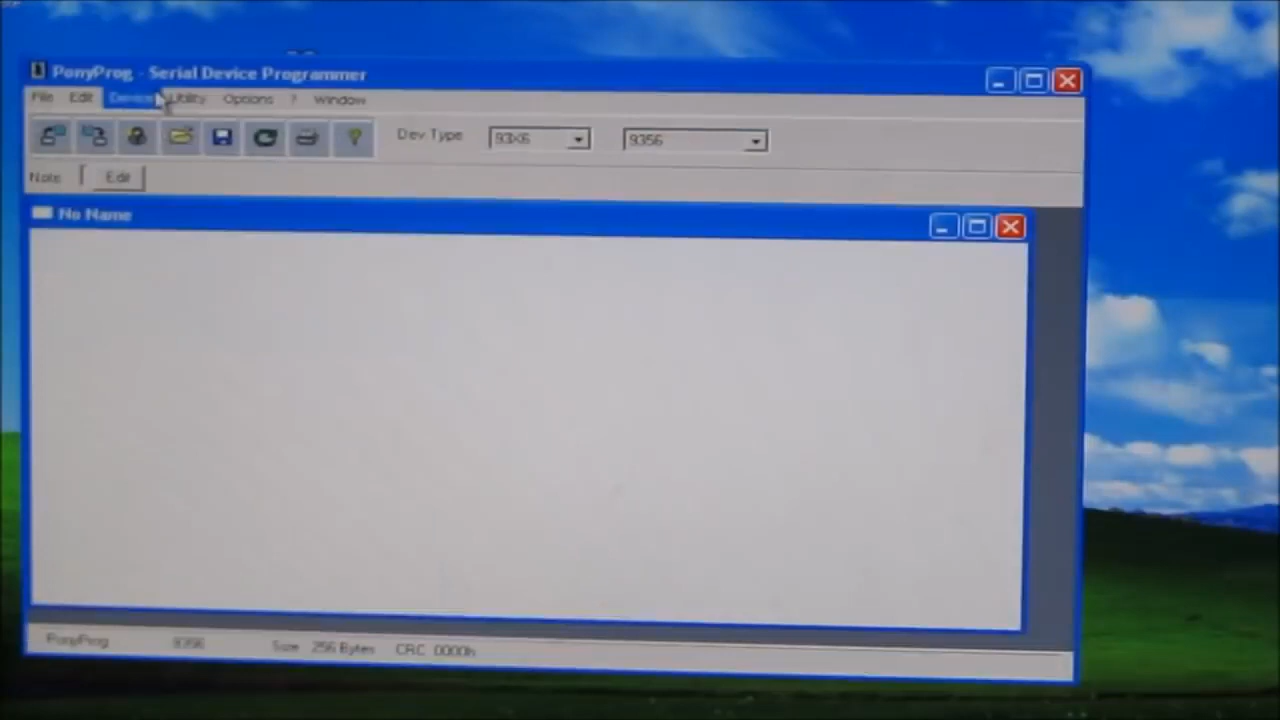 PonyProg - Serial Device Programmer
File Edit Device Utility Options ? Window
Dev Type 93X6 9356
Note Edit
No Name
PonyProg 9356 Size 256 Bytes CRC 0000h